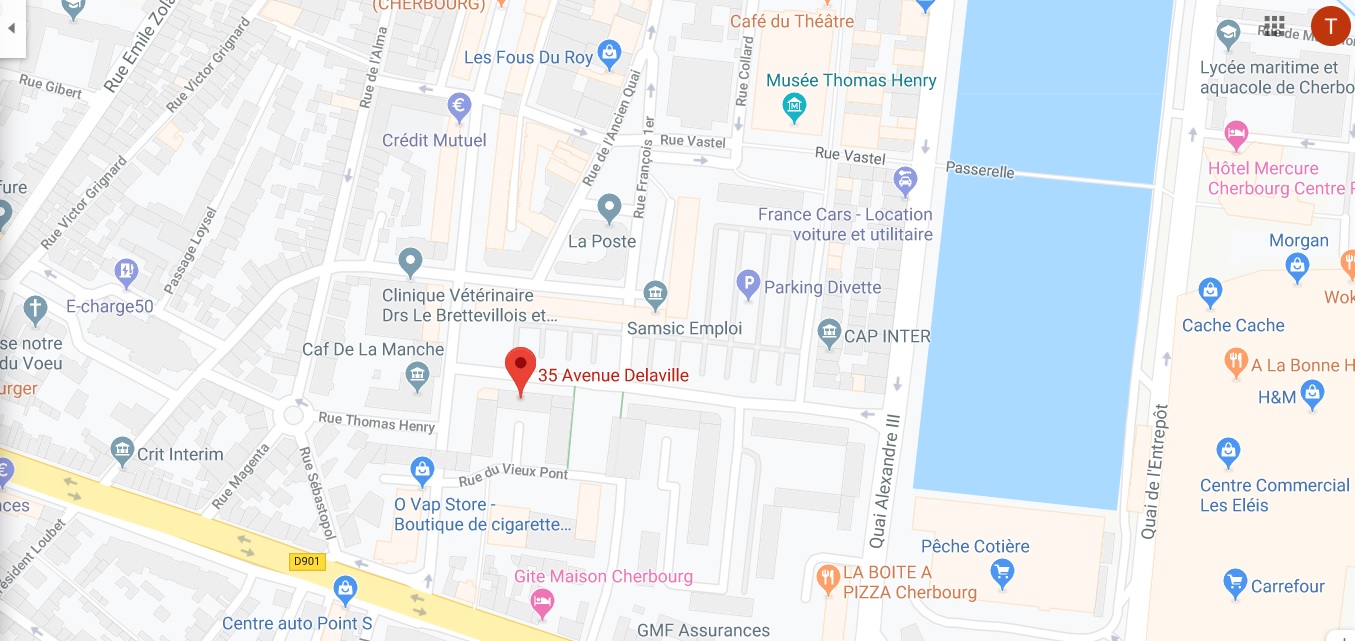 (CHERBOURG)
Rue Emile Zola
Rue Victor Grignard
Rue Gibert
Rue de l'Alma
Les Fous Du Roy
Crédit Mutuel
Café du Théâtre
Rue Collard
Musée Thomas Henry
Rue de l'Ancien Quai
Rue François 1er
Rue Vastel
Rue Vastel
Passerelle
T
Lycée maritime et
aquacole de Cherbo
Hôtel Mercure
Cherbourg Centre P
Rue Victor Grignard
Passage Loysel
La Poste
France Cars - Location
voiture et utilitaire
Morgan
E-charge50
Clinique Vétérinaire
Drs Le Brettevillois et...
Samsic Emploi
P
Parking Divette
CAP INTER
Cache Cache
Wok
se notre
du Voeu
urger
Caf De La Manche
35 Avenue Delaville
A La Bonne H
H&M
Rue Thomas Henry
Crit Interim
Rue Magenta
Rue Sébastopol
Rue du Vieux Pont
O Vap Store -
Boutique de cigarette...
Quai Alexandre III
Quai de l'Entrepôt
Centre Commercial
Les Eléis
€
€
nces
D901
Gite Maison Cherbourg
Centre auto Point S
GMF Assurances
LA BOITE A
PIZZA Cherbourg
Pêche Cotière
Carrefour